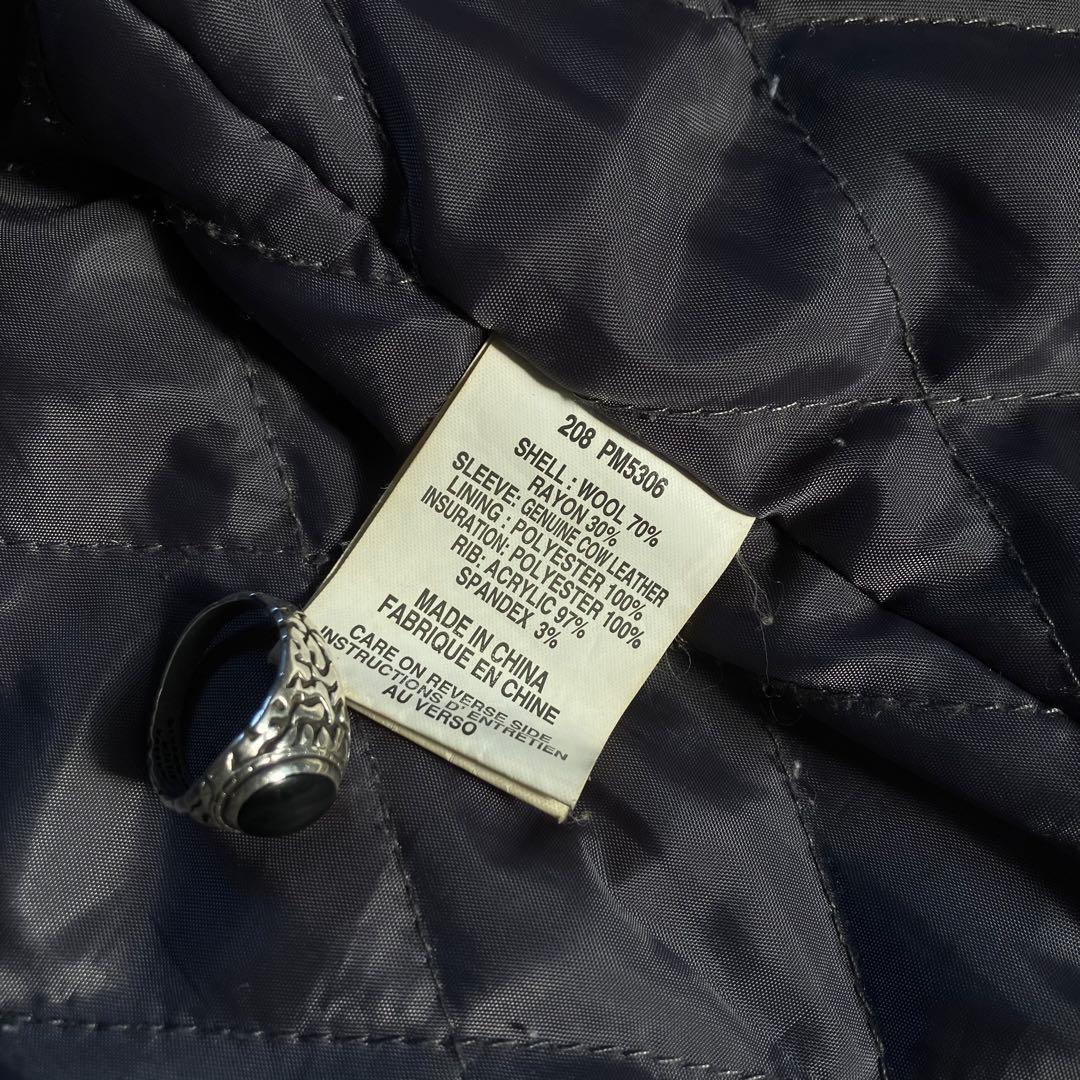 208 PM5306
SHELL : WOOL 70%
RAYON 30%
SLEEVE: GENUINE COW LEATHER
LINING : POLYESTER 100%
INSURATION: POLYESTER 100%
RIB: ACRYLIC 97%
SPANDEX 3%
MADE IN CHINA
FABRIQUE EN CHINE
CARE ON REVERSE SIDE
INSTRUCTIONS D' ENTRETIEN
AU VERSO